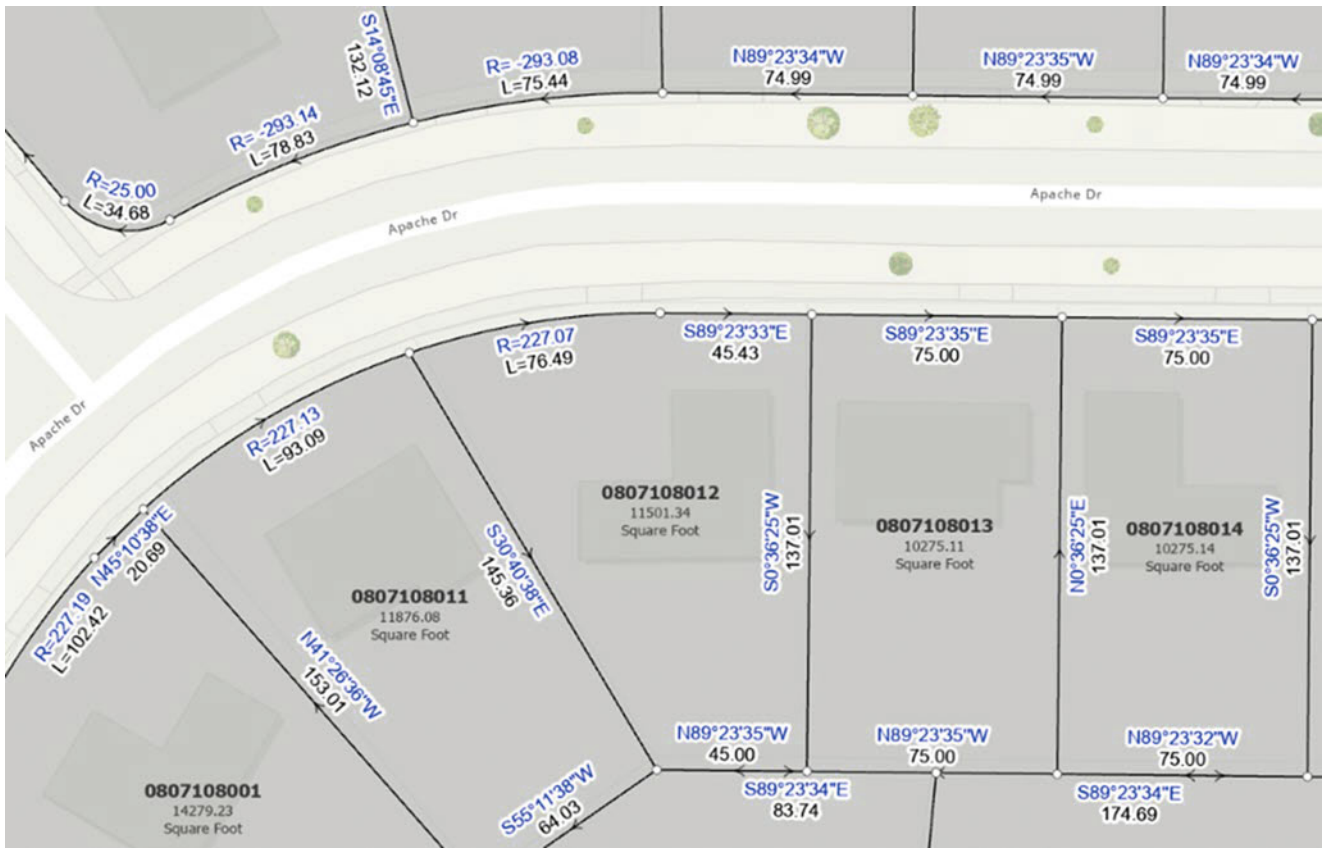 S14°08'45"E
132.12
R= -293.08
L=75.44
N89°23'34"W
74.99
N89°23'35"W
74.99
N89°23'34"W
74.99
R= -293.14
L=78.83
R=25.00
L=34.68
Apache Dr
Apache Dr
Apache Dr
R=227.07
L=76.49
S89°23'33"E
45.43
S89°23'35"E
75.00
S89°23'35"E
75.00
R=227.13
L=93.09
N45°10'38"E
20.69
R=227.19
L=102.42
S30°40'38"E
145.36
0807108012
11501.34
Square Foot
S0°36'25"W
137.01
0807108013
10275.11
Square Foot
N0°36'25"E
137.01
0807108014
10275.14
Square Foot
S0°36'25"W
137.01
0807108011
11876.08
Square Foot
N41°26'36"W
153.01
N89°23'35"W
45.00
N89°23'35"W
75.00
N89°23'32"W
75.00
0807108001
14279.23
Square Foot
S55°11'38"W
64.03
S89°23'34"E
83.74
S89°23'34"E
174.69